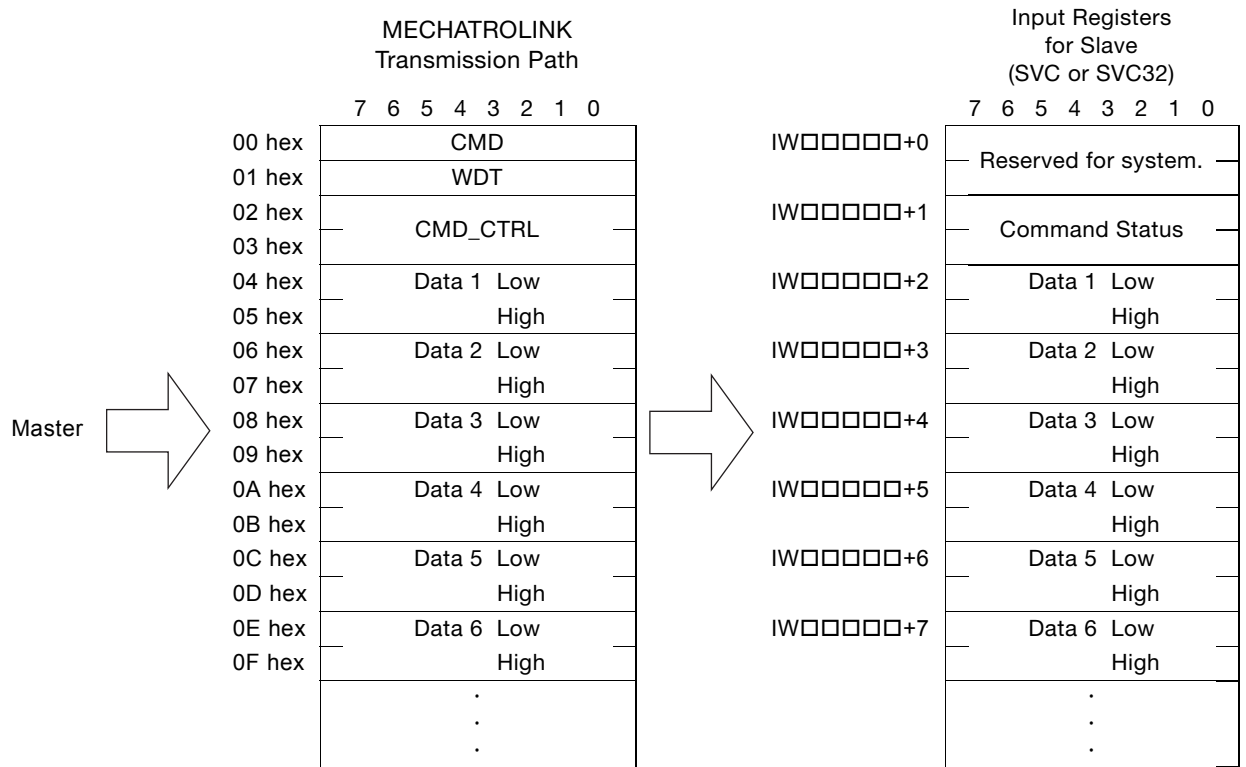 MECHATROLINK
Transmission Path
Input Registers
for Slave
(SVC or SVC32)
7 6 5 4 3 2 1 0
7 6 5 4 3 2 1 0
00 hex CMD IW□□□□□+0 Reserved for system.
01 hex WDT
02 hex CMD_CTRL IW□□□□□+1 Command Status
03 hex
04 hex Data 1 Low IW□□□□□+2 Data 1 Low
05 hex High High
06 hex Data 2 Low IW□□□□□+3 Data 2 Low
07 hex High High
Master 08 hex Data 3 Low IW□□□□□+4 Data 3 Low
09 hex High High
0A hex Data 4 Low IW□□□□□+5 Data 4 Low
0B hex High High
0C hex Data 5 Low IW□□□□□+6 Data 5 Low
0D hex High High
0E hex Data 6 Low IW□□□□□+7 Data 6 Low
0F hex High High